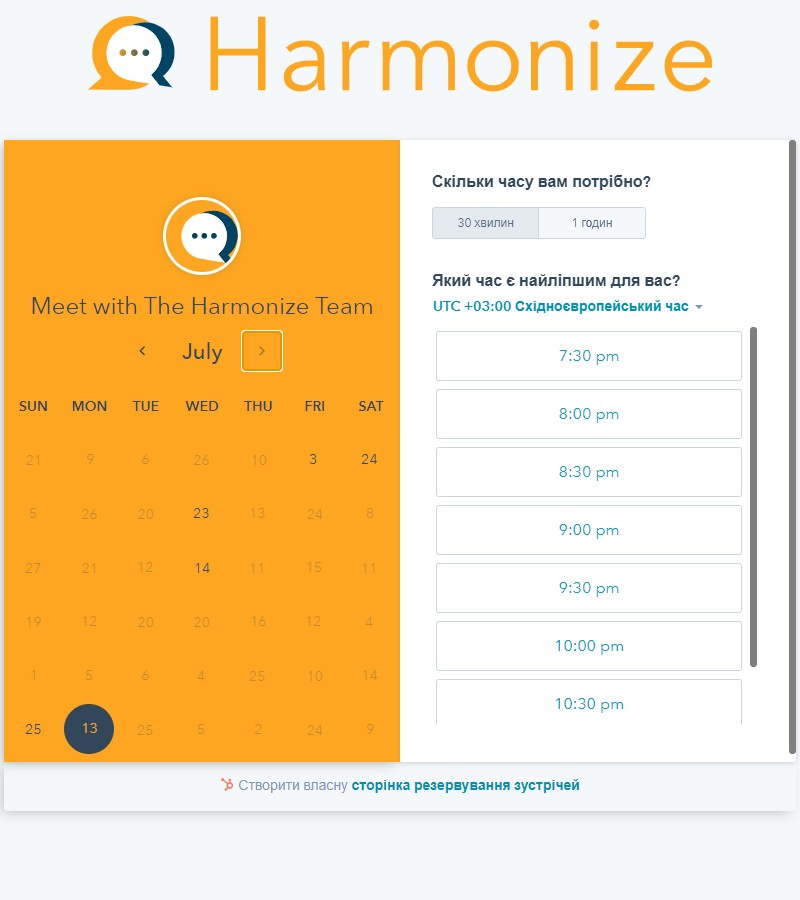 Harmonize
Meet with The Harmonize Team
July
SUN MON TUE WED THU FRI SAT
21 9 6 26 10 3 24
5 26 20 23 13 24 8
27 21 12 14 11 15 11
19 12 20 20 16 12 4
1 5 6 4 25 10 14
25 13 25 5 2 24 9
Скільки часу вам потрібно?
30 хвилин 1 годин
Який час є найліпшим для вас?
UTC +03:00 Східноєвропейський час
7:30 pm
8:00 pm
8:30 pm
9:00 pm
9:30 pm
10:00 pm
10:30 pm
Створити власну сторінка резервування зустрічей